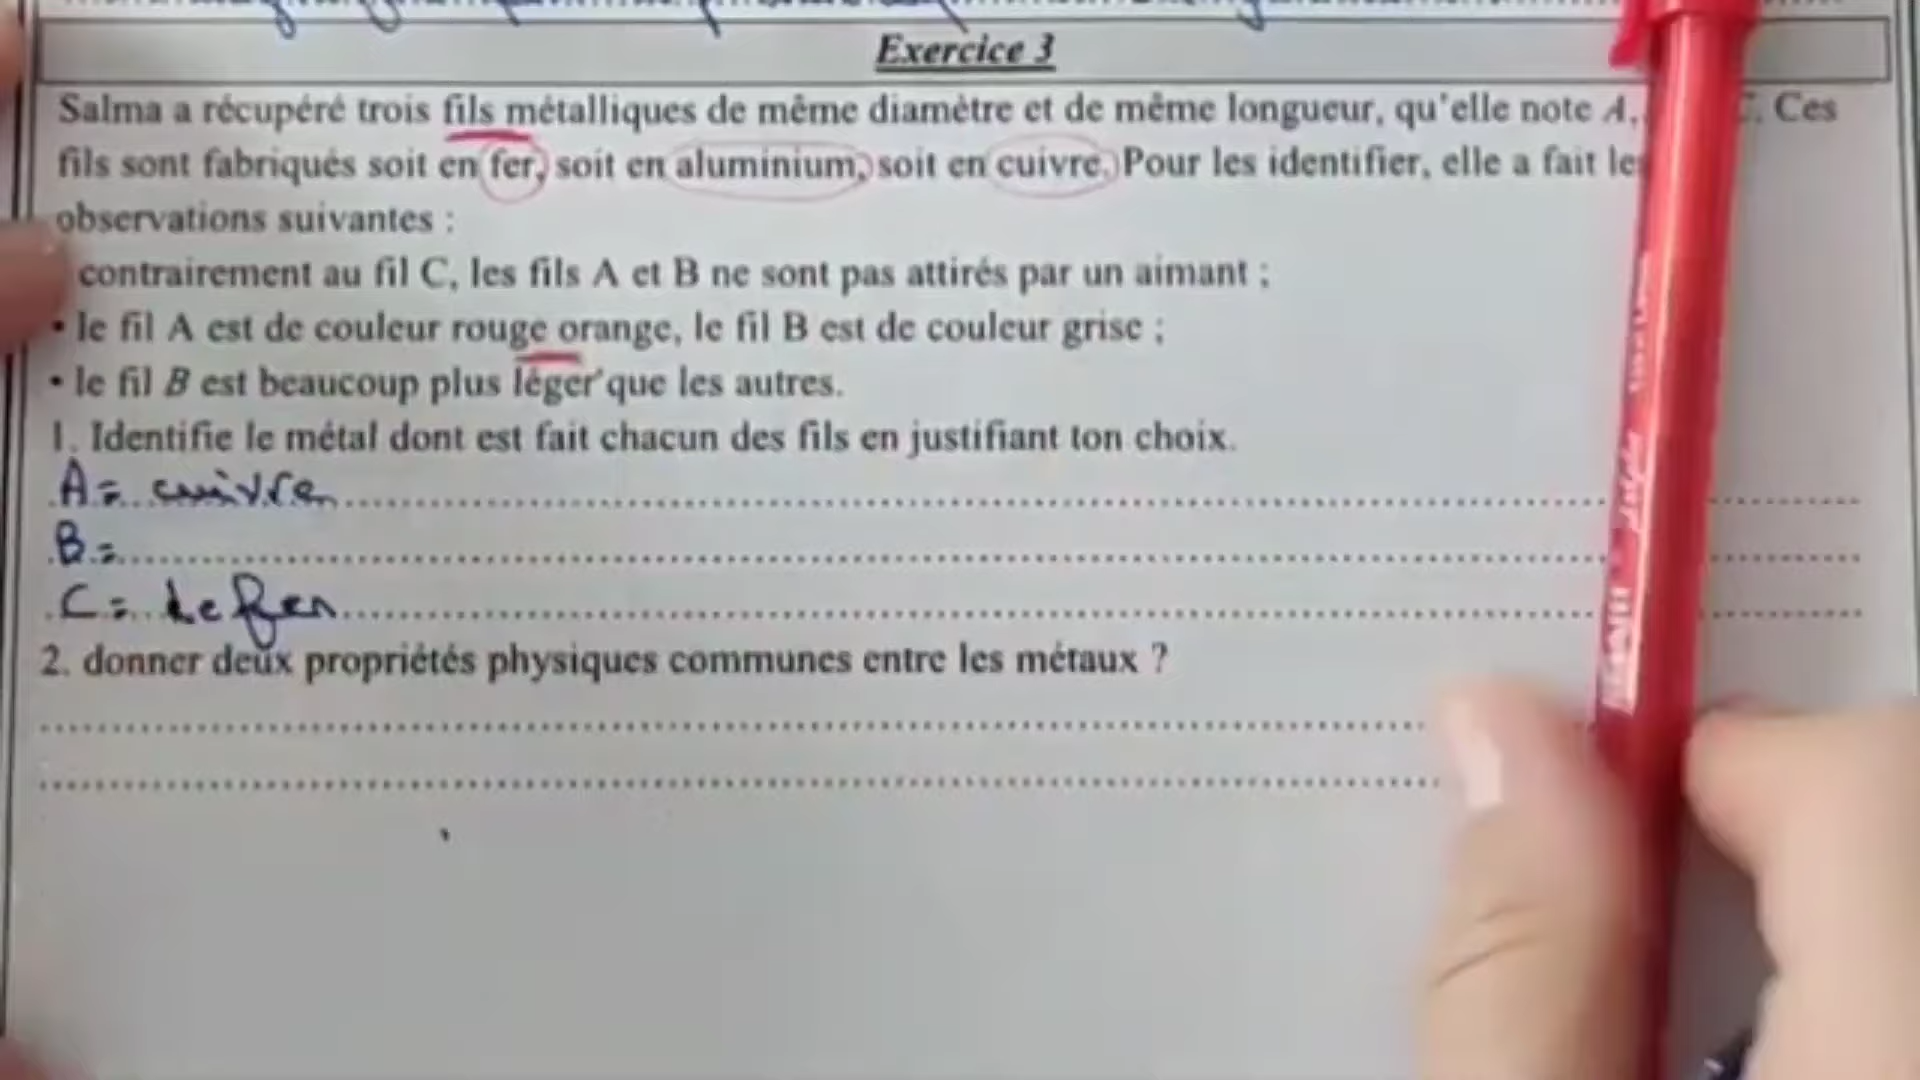 Exercice 3
Salma a récupéré trois fils métalliques de même diamètre et de même longueur, qu'elle note A, C. Ces
fils sont fabriqués soit en fer, soit en aluminium, soit en cuivre. Pour les identifier, elle a fait
observations suivantes :
contrairement au fil C, les fils A et B ne sont pas attirés par un aimant ;
• le fil A est de couleur rouge orange, le fil B est de couleur grise ;
• le fil B est beaucoup plus léger que les autres.
1. Identifie le métal dont est fait chacun des fils en justifiant ton choix.
A= cuivre
B=
C= Le fer
2. donner deux propriétés physiques communes entre les métaux ?